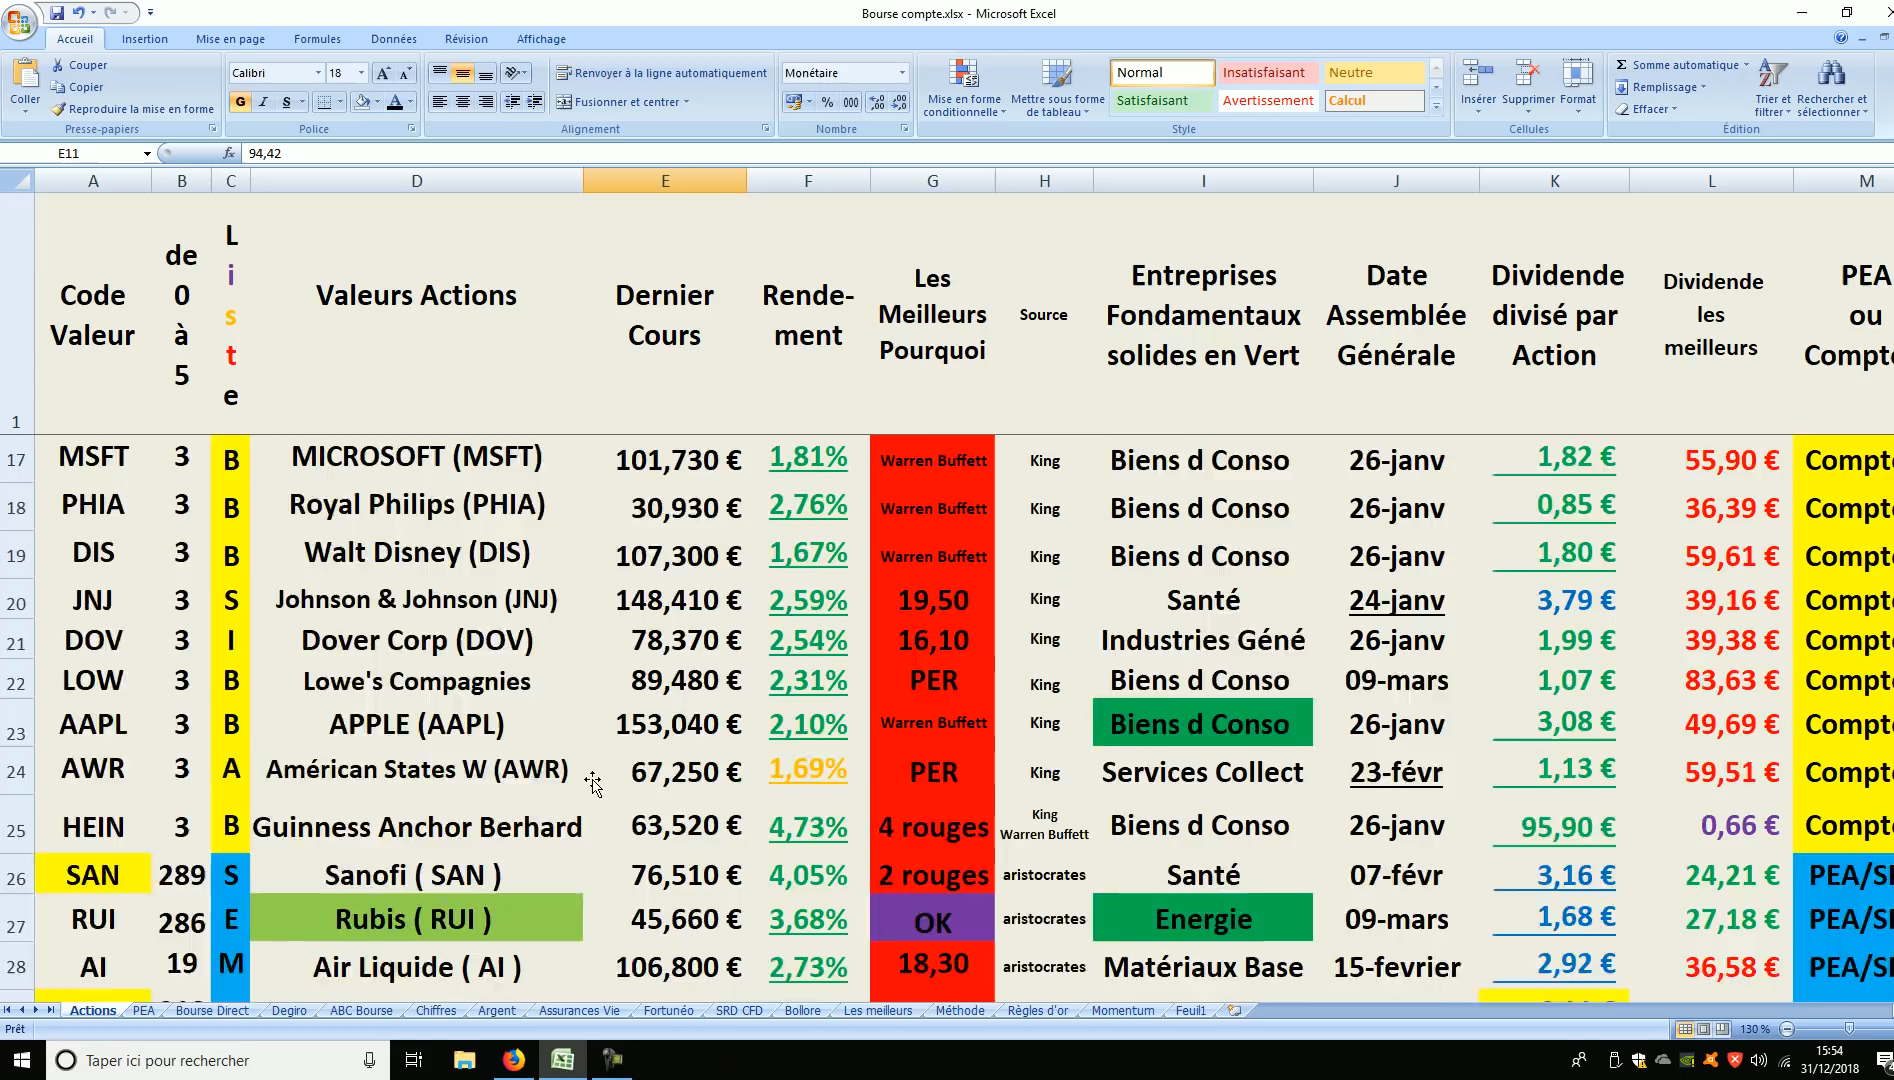 Bourse compte.xlsx - Microsoft Excel
Accueil Insertion Mise en page Formules Données Révision Affichage
Coller
Couper
Copier
Reproduire la mise en forme
Presse-papiers
Calibri 18
G I S
Police
Renvoyer à la ligne automatiquement
Fusionner et centrer
Alignement
Monétaire
% 000
Nombre
Mise en forme conditionnelle
Mettre sous forme de tableau
Normal Insatisfaisant Neutre
Satisfaisant Avertissement Calcul
Style
Insérer Supprimer Format
Cellules
Σ Somme automatique
Remplissage
Effacer
Trier et filtrer
Rechercher et sélectionner
Édition
E11 fx 94,42
A B C D E F G H I J K L M
1 Code Valeur
de 0 à 5
Liste
Valeurs Actions
Dernier Cours
Rende-ment
Les Meilleurs Pourquoi
Source
Entreprises Fondamentaux solides en Vert
Date Assemblée Générale
Dividende divisé par Action
Dividende les meilleurs
PEA ou Compte
17 MSFT 3 B MICROSOFT (MSFT) 101,730 € 1,81% Warren Buffett King Biens d Conso 26-janv 1,82 € 55,90 € Compt
18 PHIA 3 B Royal Philips (PHIA) 30,930 € 2,76% Warren Buffett King Biens d Conso 26-janv 0,85 € 36,39 € Compt
19 DIS 3 B Walt Disney (DIS) 107,300 € 1,67% Warren Buffett King Biens d Conso 26-janv 1,80 € 59,61 € Compt
20 JNJ 3 S Johnson & Johnson (JNJ) 148,410 € 2,59% 19,50 King Santé 24-janv 3,79 € 39,16 € Compt
21 DOV 3 I Dover Corp (DOV) 78,370 € 2,54% 16,10 King Industries Géné 26-janv 1,99 € 39,38 € Compt
22 LOW 3 B Lowe's Compagnies 89,480 € 2,31% PER King Biens d Conso 09-mars 1,07 € 83,63 € Compt
23 AAPL 3 B APPLE (AAPL) 153,040 € 2,10% Warren Buffett King Biens d Conso 26-janv 3,08 € 49,69 € Compt
24 AWR 3 A Américan States W (AWR) 67,250 € 1,69% PER King Services Collect 23-févr 1,13 € 59,51 € Compt
25 HEIN 3 B Guinness Anchor Berhard 63,520 € 4,73% 4 rouges King Warren Buffett Biens d Conso 26-janv 95,90 € 0,66 € Compt
26 SAN 289 S Sanofi ( SAN ) 76,510 € 4,05% 2 rouges aristocrates Santé 07-févr 3,16 € 24,21 € PEA/S
27 RUI 286 E Rubis ( RUI ) 45,660 € 3,68% OK aristocrates Energie 09-mars 1,68 € 27,18 € PEA/S
28 AI 19 M Air Liquide ( AI ) 106,800 € 2,73% 18,30 aristocrates Matériaux Base 15-fevrier 2,92 € 36,58 € PEA/S
Actions PEA Bourse Direct Degiro ABC Bourse Chiffres Argent Assurances Vie Fortunéo SRD CFD Bollore Les meilleurs Méthode Règles d'or Momentum Feuil1
Prêt 130 %
Taper ici pour rechercher
15:54
31/12/2018